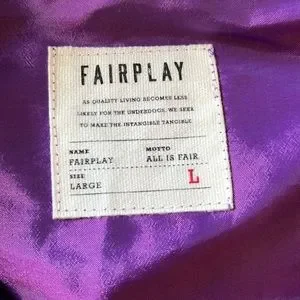 FAIRPLAY
AS QUALITY LIVING BECOMES LESS
LIKELY FOR THE UNDERDOGS, WE SEEK
TO MAKE THE INTANGIBLE TANGIBLE
NAME MOTTO
FAIRPLAY ALL IS FAIR
SIZE
LARGE L